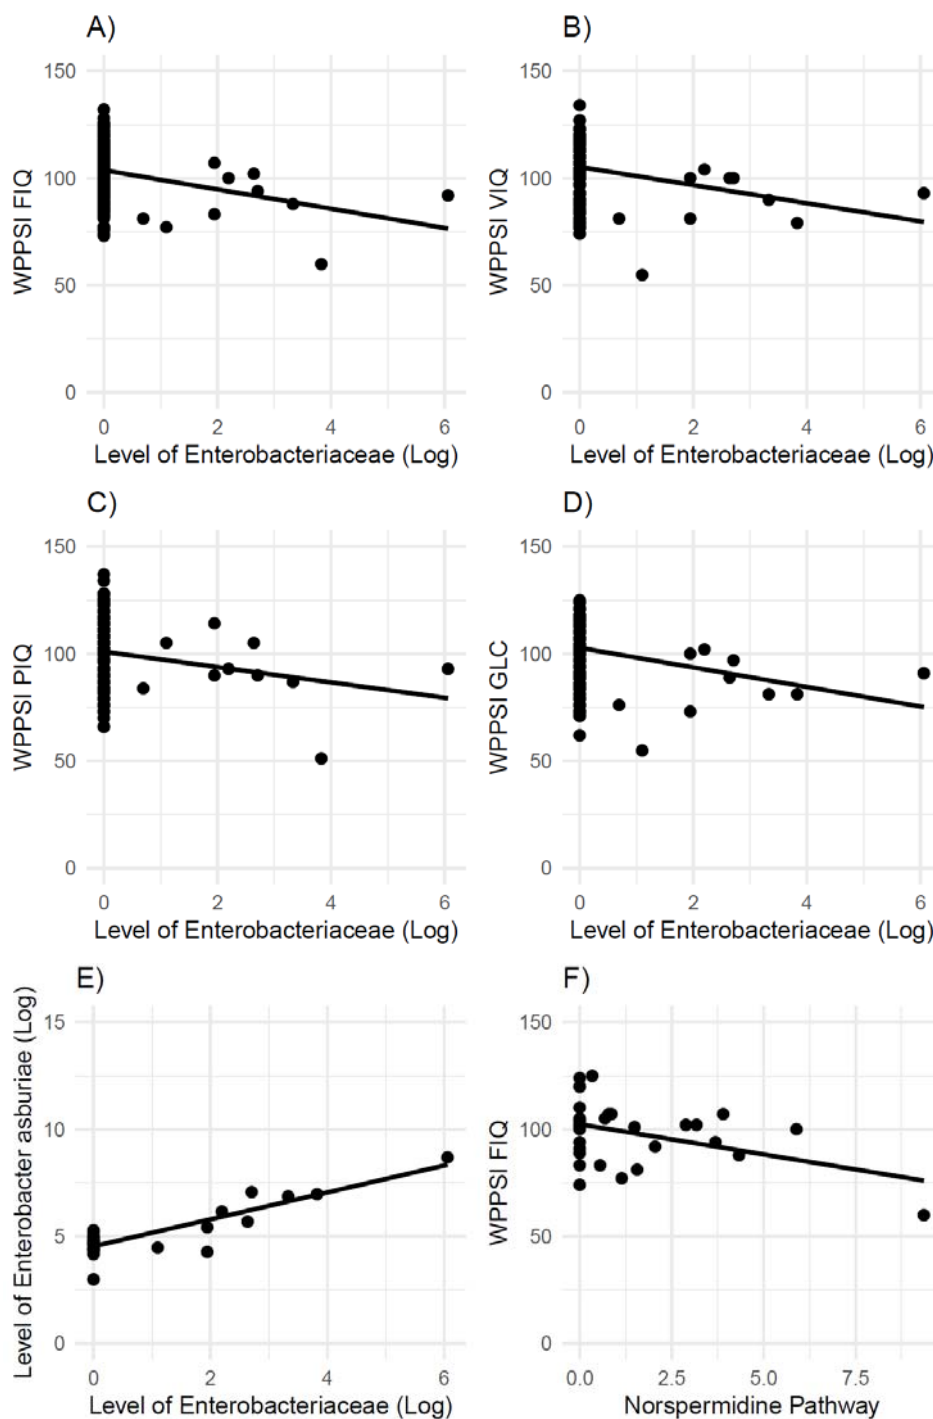 A)
WPPSI FIQ
150
100
50
0
0 2 4 6
Level of Enterobacteriaceae (Log)
B)
WPPSI VIQ
150
100
50
0
0 2 4 6
Level of Enterobacteriaceae (Log)
C)
WPPSI PIQ
150
100
50
0
0 2 4 6
Level of Enterobacteriaceae (Log)
D)
WPPSI GLC
150
100
50
0
0 2 4 6
Level of Enterobacteriaceae (Log)
E)
Level of Enterobacter asburiae (Log)
15
10
5
0
0 2 4 6
Level of Enterobacteriaceae (Log)
F)
WPPSI FIQ
150
100
50
0
0.0 2.5 5.0 7.5
Norspermidine Pathway